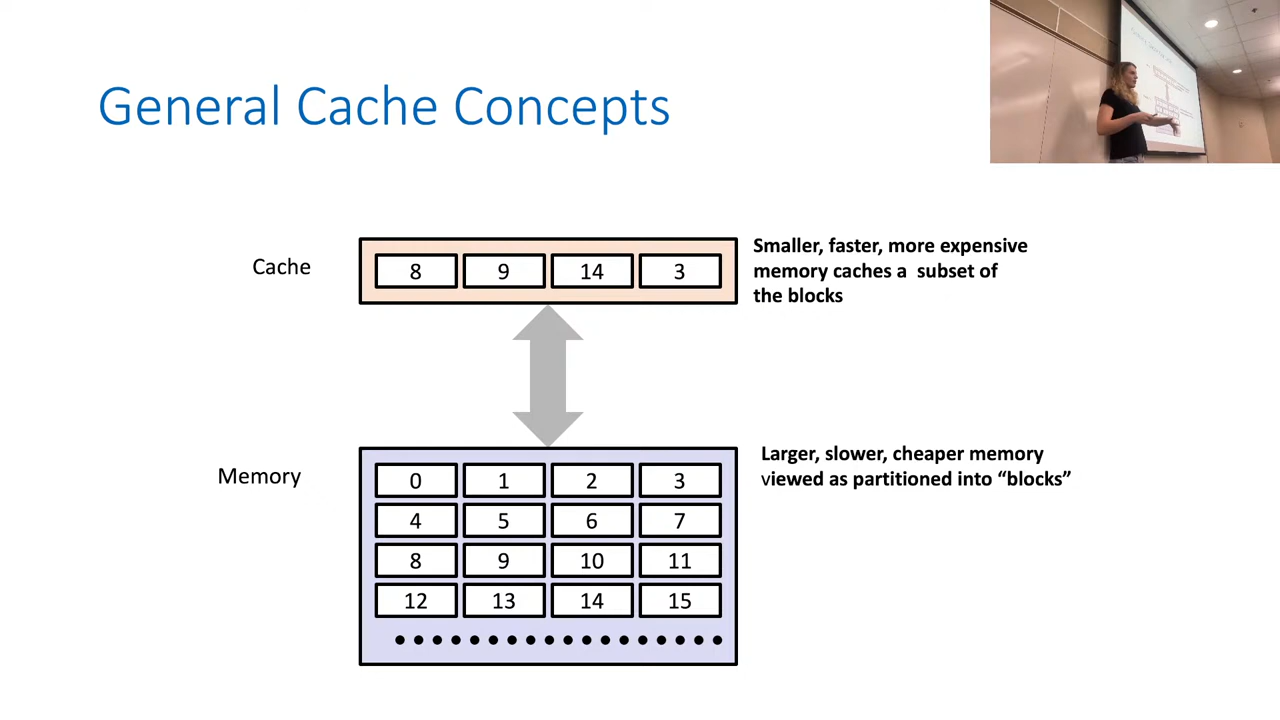 General Cache Concepts
Cache
8 9 14 3
Smaller, faster, more expensive
memory caches a subset of
the blocks
Memory
0 1 2 3
4 5 6 7
8 9 10 11
12 13 14 15
Larger, slower, cheaper memory
viewed as partitioned into “blocks”